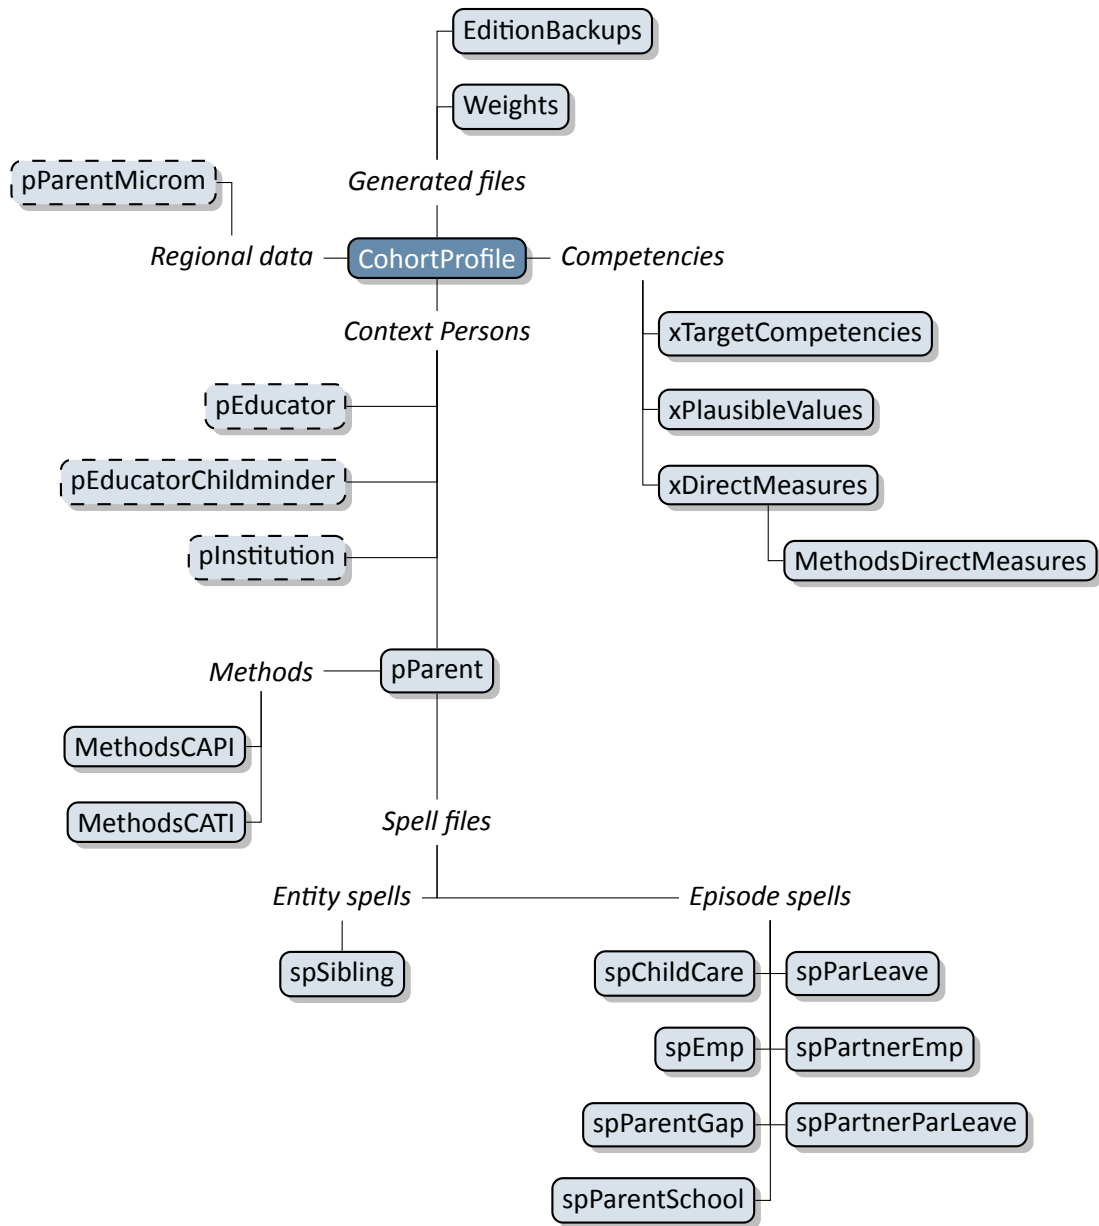 EditionBackups
Weights
pParentMicrom
Generated files
Regional data
CohortProfile
Competencies
Context Persons
xTargetCompetencies
pEducator
xPlausibleValues
pEducatorChildminder
xDirectMeasures
pInstitution
MethodsDirectMeasures
Methods
pParent
MethodsCAPI
MethodsCATI
Spell files
Entity spells
Episode spells
spSibling
spChildCare
spParLeave
spEmp
spPartnerEmp
spParentGap
spPartnerParLeave
spParentSchool